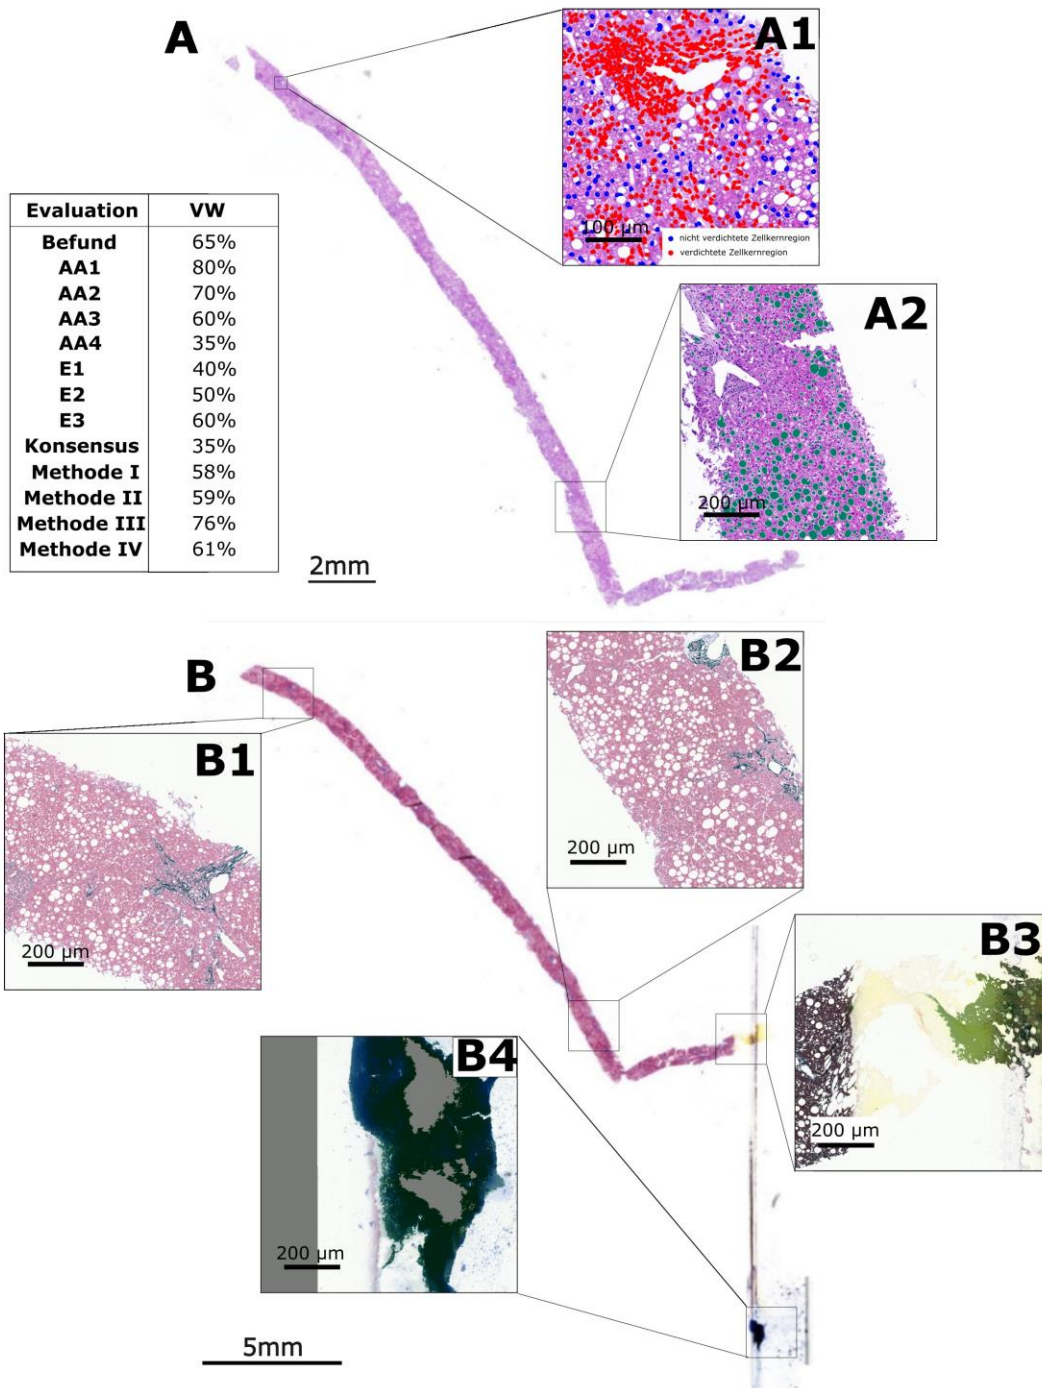 A
A1
100 µm
nicht verdichtete Zellkernregion
verdichtete Zellkernregion
Evaluation VW
Befund 65%
AA1 80%
AA2 70%
AA3 60%
AA4 35%
E1 40%
E2 50%
E3 60%
Konsensus 35%
Methode I 58%
Methode II 59%
Methode III 76%
Methode IV 61%
A2
200 µm
2mm
B
B1
200 µm
B2
200 µm
B3
200 µm
B4
200 µm
5mm